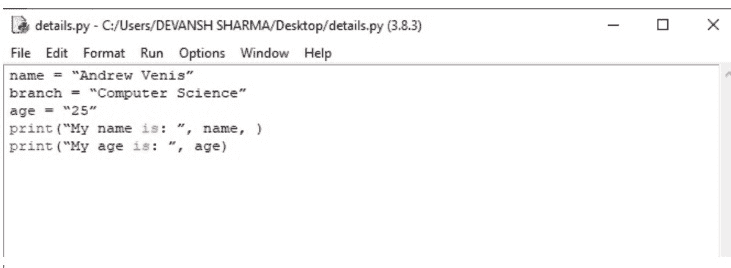 details.py - C:/Users/DEVANSH SHARMA/Desktop/details.py (3.8.3)
File Edit Format Run Options Window Help
name = “Andrew Venis”
branch = “Computer Science”
age = “25”
print(“My name is: ”, name, )
print(“My age is: ”, age)